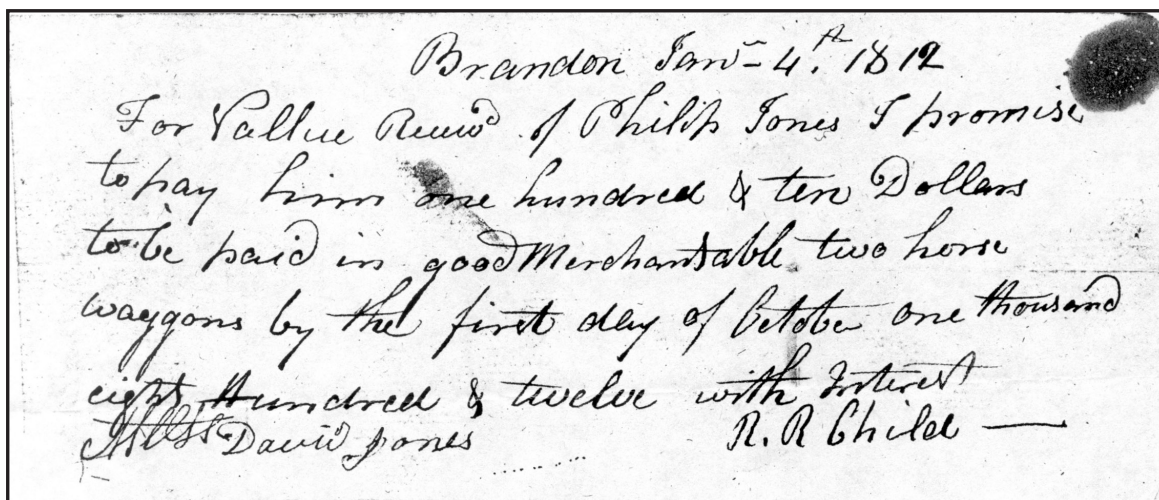 Brandon Jany 4th. 1812
For Vallue Receivd of Philip Jones I promise
to pay him one hundred & ten Dollars
to be paid in good Merchantable two horse
waggons by the first day of October one thousand
eight Hundred & twelve with Interest
Attest David Jones R. R Child —